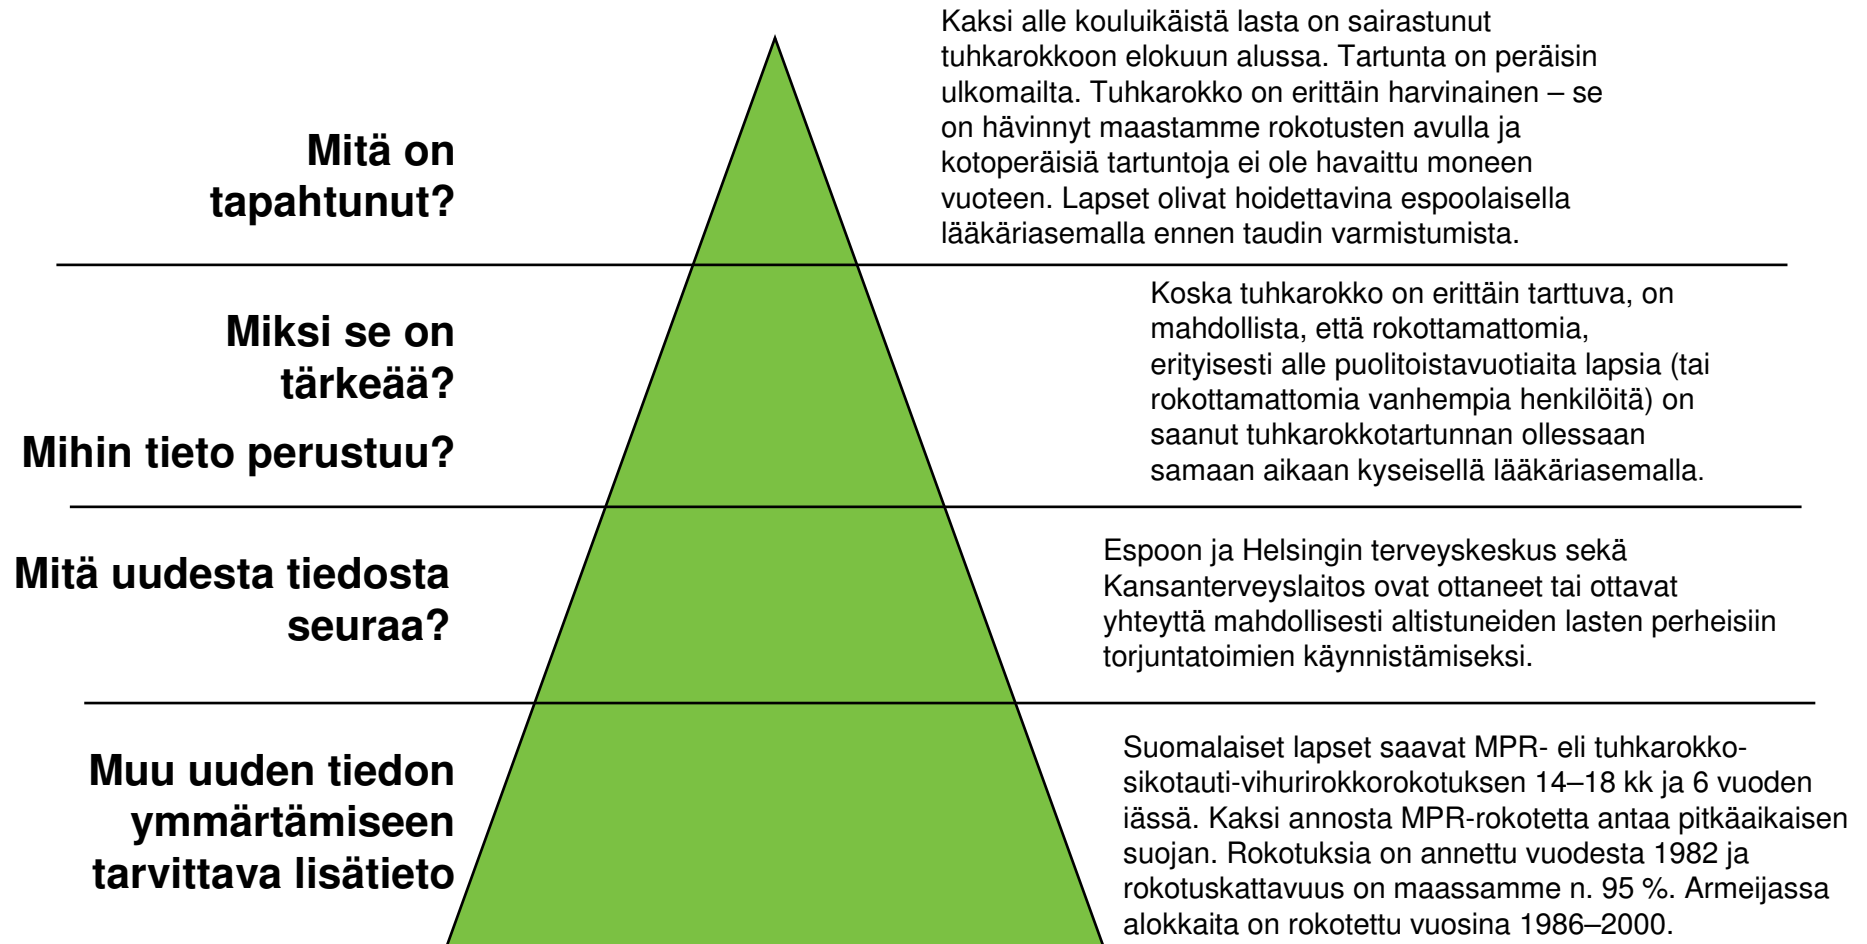 Mitä on
tapahtunut?
Kaksi alle kouluikäistä lasta on sairastunut
tuhkarokkoon elokuun alussa. Tartunta on peräisin
ulkomailta. Tuhkarokko on erittäin harvinainen – se
on hävinnyt maastamme rokotusten avulla ja
kotoperäisiä tartuntoja ei ole havaittu moneen
vuoteen. Lapset olivat hoidettavina espoolaisella
lääkäriasemalla ennen taudin varmistumista.
Miksi se on
tärkeää?
Mihin tieto perustuu?
Koska tuhkarokko on erittäin tarttuva, on
mahdollista, että rokottamattomia,
erityisesti alle puolitoistavuotiaita lapsia (tai
rokottamattomia vanhempia henkilöitä) on
saanut tuhkarokkotartunnan ollessaan
samaan aikaan kyseisellä lääkäriasemalla.
Mitä uudesta tiedosta
seuraa?
Espoon ja Helsingin terveyskeskus sekä
Kansanterveyslaitos ovat ottaneet tai ottavat
yhteyttä mahdollisesti altistuneiden lasten perheisiin
torjuntatoimien käynnistämiseksi.
Muu uuden tiedon
ymmärtämiseen
tarvittava lisätieto
Suomalaiset lapset saavat MPR- eli tuhkarokko-
sikotauti-vihurirokkorokotuksen 14–18 kk ja 6 vuoden
iässä. Kaksi annosta MPR-rokotetta antaa pitkäaikaisen
suojan. Rokotuksia on annettu vuodesta 1982 ja
rokotuskattavuus on maassamme n. 95 %. Armeijassa
alokkaita on rokotettu vuosina 1986–2000.